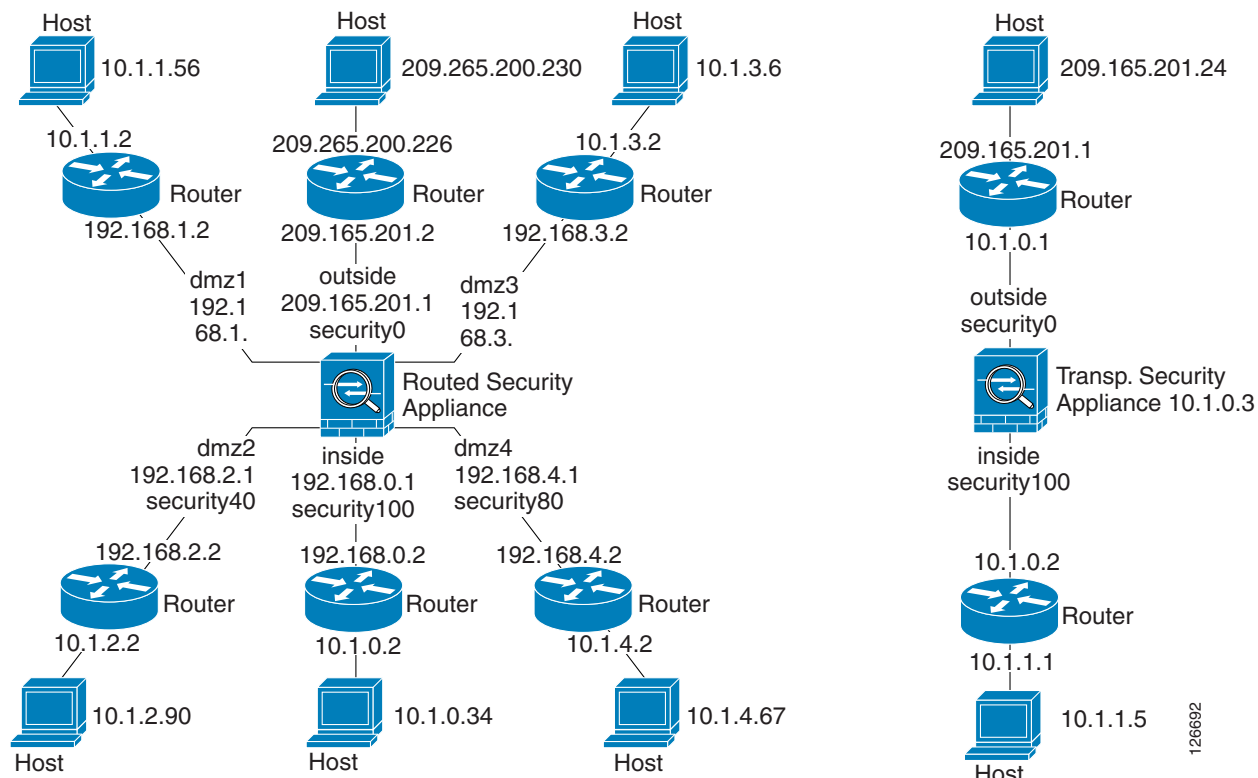 Host
Host
Host
Host
10.1.1.56
209.265.200.230
10.1.3.6
209.165.201.24
10.1.1.2
209.265.200.226
10.1.3.2
209.165.201.1
Router
Router
Router
Router
192.168.1.2
209.165.201.2
192.168.3.2
10.1.0.1
dmz1
192.1
68.1.
outside
209.165.201.1
security0
dmz3
192.1
68.3.
outside
security0
Routed Security
Appliance
Transp. Security
Appliance 10.1.0.3
dmz2
192.168.2.1
security40
inside
192.168.0.1
security100
dmz4
192.168.4.1
security80
inside
security100
192.168.2.2
192.168.0.2
192.168.4.2
10.1.0.2
Router
Router
Router
Router
10.1.2.2
10.1.0.2
10.1.4.2
10.1.1.1
10.1.2.90
10.1.0.34
10.1.4.67
10.1.1.5
Host
Host
Host
Host
126692